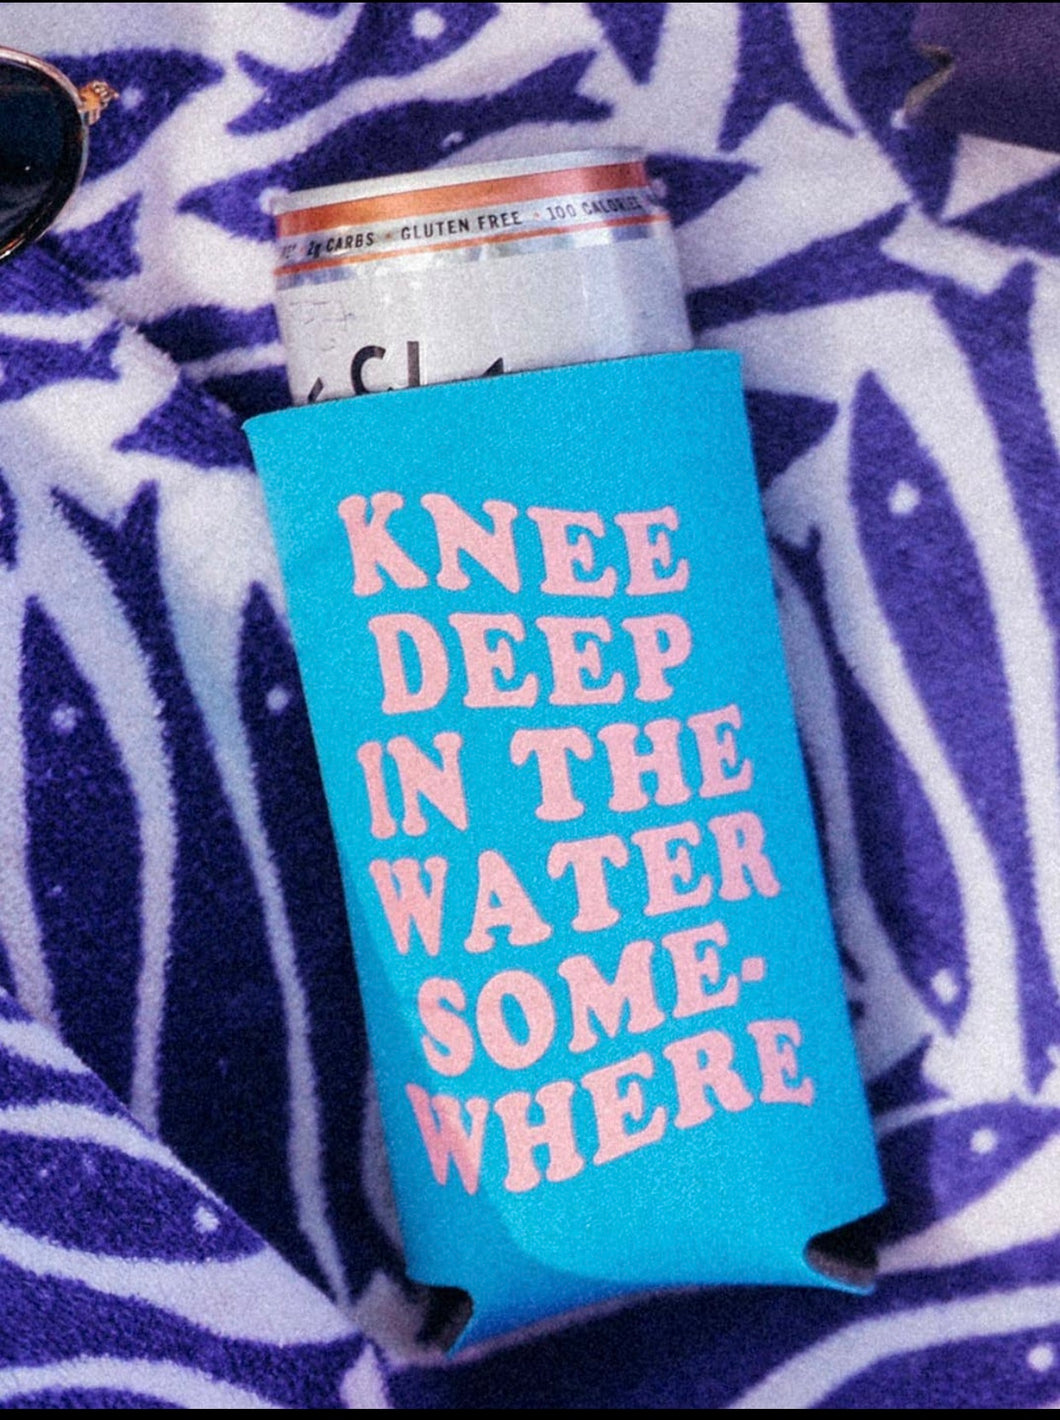 2g CARBS • GLUTEN FREE • 100 CALORIES
KNEE
DEEP
IN THE
WATER
SOME-
WHERE